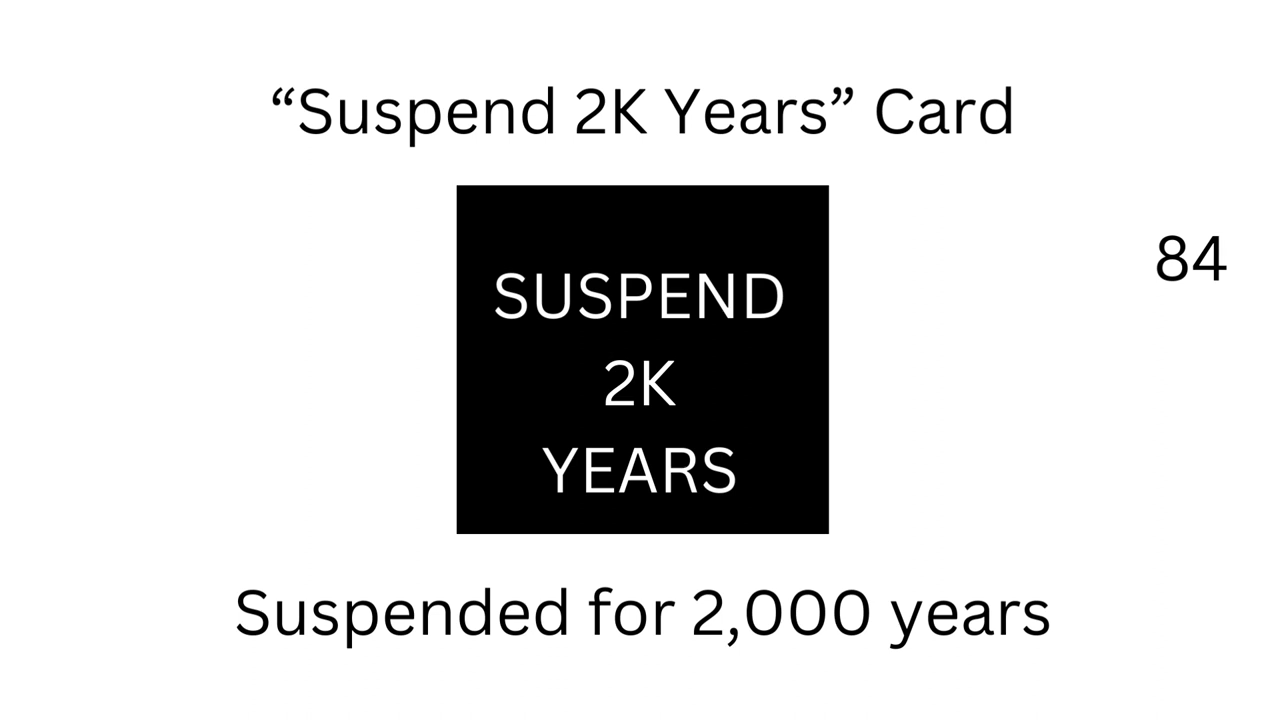 “Suspend 2K Years” Card
84
SUSPEND
2K
YEARS
Suspended for 2,000 years